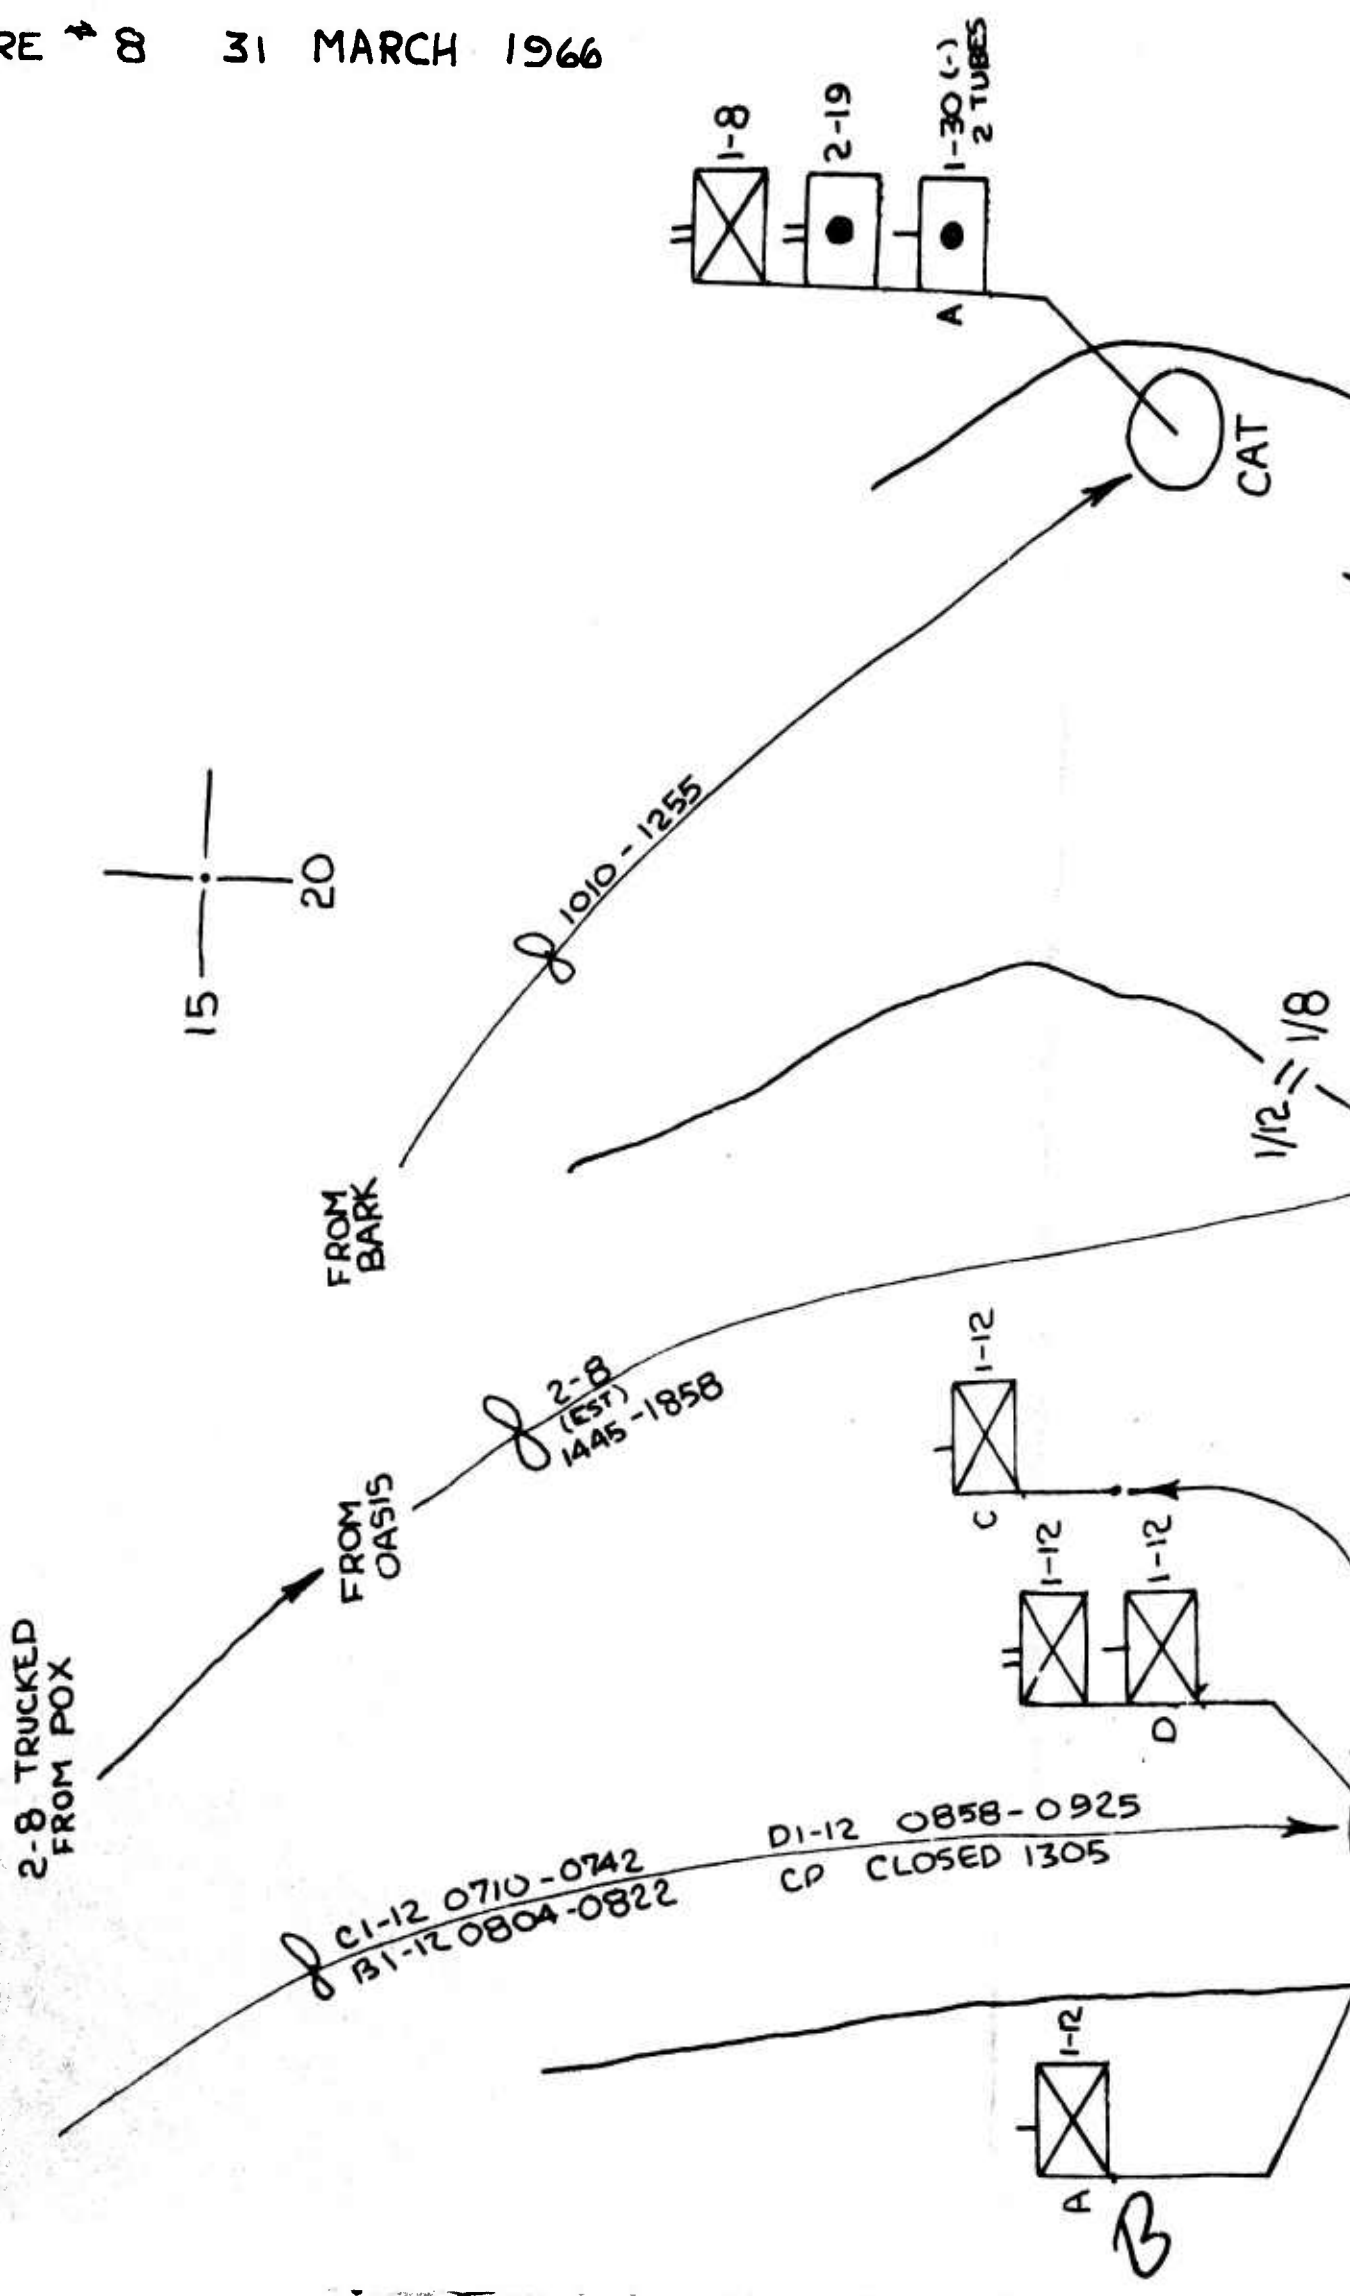 RE #8 31 MARCH 1966
1-8
2-19
1-30 (-)
2 TUBES
A
CAT
15
20
1010 - 1255
FROM
BARK
1/12 = 1/8
2-8
(EST)
1445-1858
FROM
OASIS
2-8 TRUCKED
FROM POX
1-12
C
1-12
1-12
D
C1-12 0710-0742
B1-12 0804-0822
D1-12 0858-0925
CP CLOSED 1305
1-12
A
B